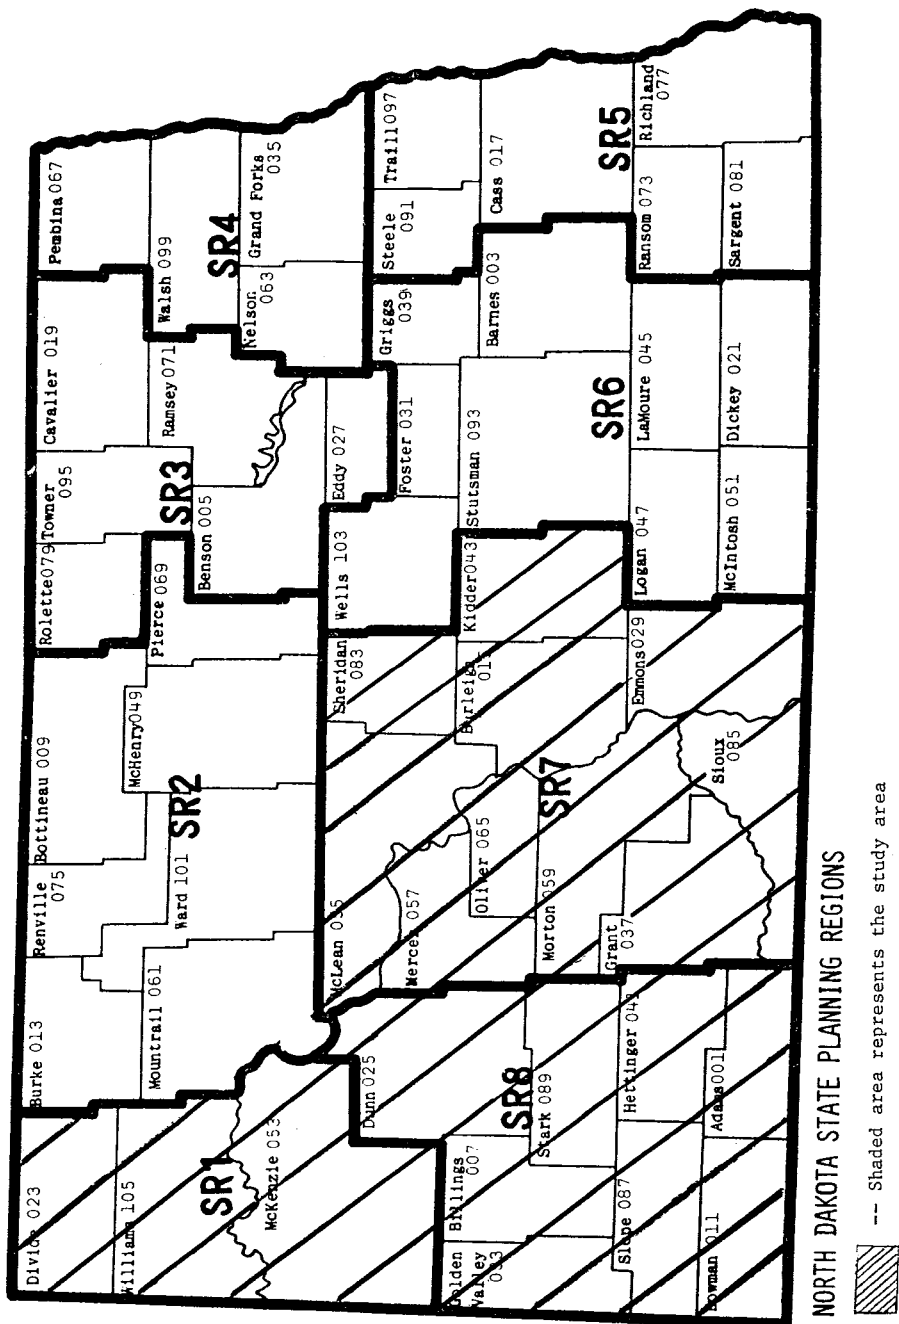 Divide 023
Williams 105
SR1
McKenzie 053
Burke 013
Mountrail 061
Renville
075
Bottineau 009
Ward 101
SR2
McHenry 049
Pierce 069
Rolette 079
Towner
095
Cavalier 019
SR3
Ramsey 071
Benson 005
Eddy 027
Pembina 067
Walsh 099
SR4
Nelson
063
Grand Forks
035
Steele
091
Traill 097
Cass 017
SR5
Ransom 073
Richland
077
Sargent 081
Griggs
039
Barnes 003
Foster 031
Wells 103
Stutsman 093
SR6
LaMoure 045
Dickey 021
Logan 047
McIntosh 051
McLean 055
Sheridan
083
Kidder 043
Burleigh
015
Mercer 057
Oliver 065
SR7
Morton 059
Grant
037
Emmons 029
Sioux
085
Dunn 025
Golden
Valley
033
Billings
007
SR8
Stark 089
Slope 087
Hettinger 041
Bowman 011
Adams 001
NORTH DAKOTA STATE PLANNING REGIONS
-- Shaded area represents the study area